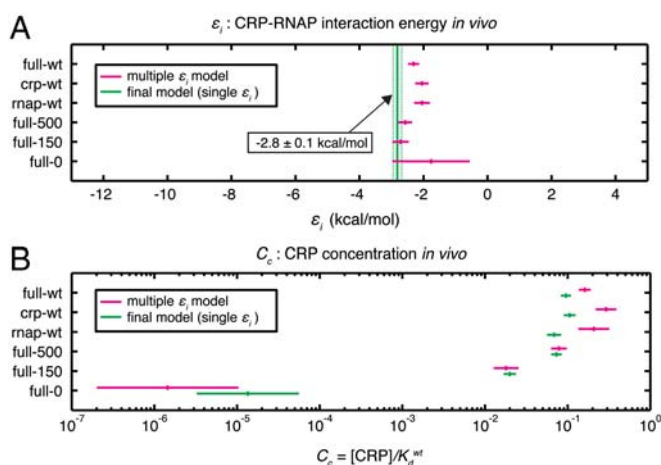 A
εi : CRP-RNAP interaction energy in vivo
full-wt
crp-wt
rnap-wt
full-500
full-150
full-0
multiple εi model
final model (single εi)
-2.8 ± 0.1 kcal/mol
-12 -10 -8 -6 -4 -2 0 2 4
εi (kcal/mol)
B
Cc : CRP concentration in vivo
full-wt
crp-wt
rnap-wt
full-500
full-150
full-0
multiple εi model
final model (single εi)
10^-7 10^-6 10^-5 10^-4 10^-3 10^-2 10^-1 10^0
Cc = [CRP]/Kd^wt